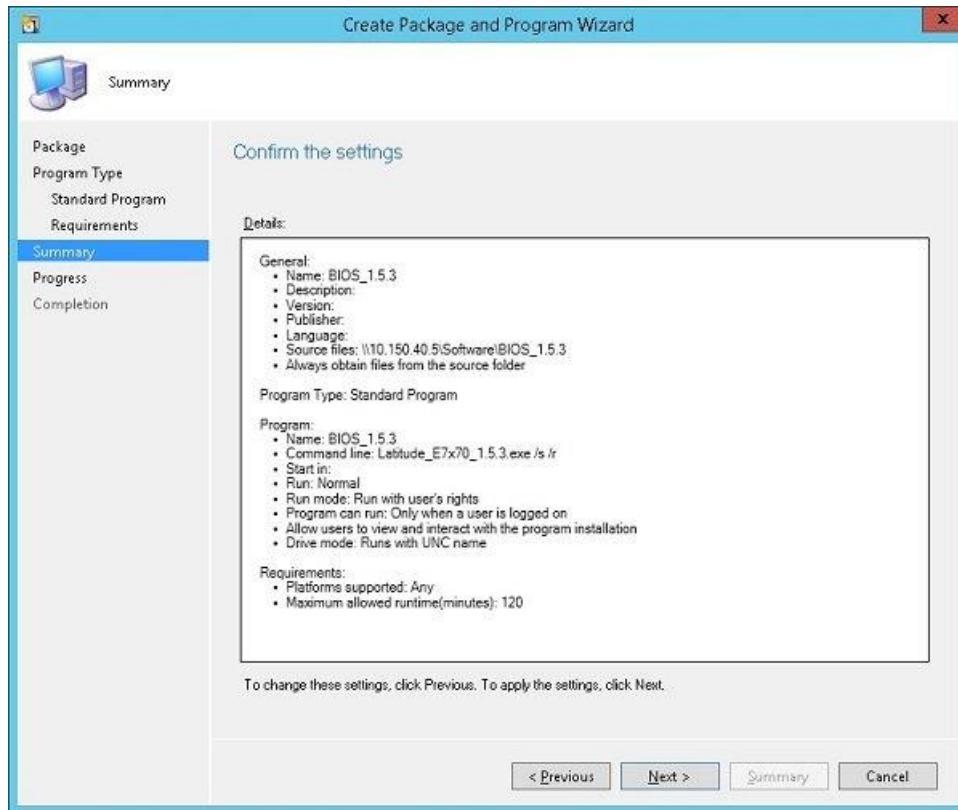 Create Package and Program Wizard
x
Summary
Package
Program Type
Standard Program
Requirements
Summary
Progress
Completion
Confirm the settings
Details:
General:
• Name: BIOS_1.5.3
• Description:
• Version:
• Publisher:
• Language:
• Source files: \\10.150.40.5\Software\BIOS_1.5.3
• Always obtain files from the source folder
Program Type: Standard Program
Program:
• Name: BIOS_1.5.3
• Command line: Latitude_E7x70_1.5.3.exe /s /r
• Start in:
• Run: Normal
• Run mode: Run with user's rights
• Program can run: Only when a user is logged on
• Allow users to view and interact with the program installation
• Drive mode: Runs with UNC name
Requirements:
• Platforms supported: Any
• Maximum allowed runtime(minutes): 120
To change these settings, click Previous. To apply the settings, click Next.
< Previous Next > Summary Cancel